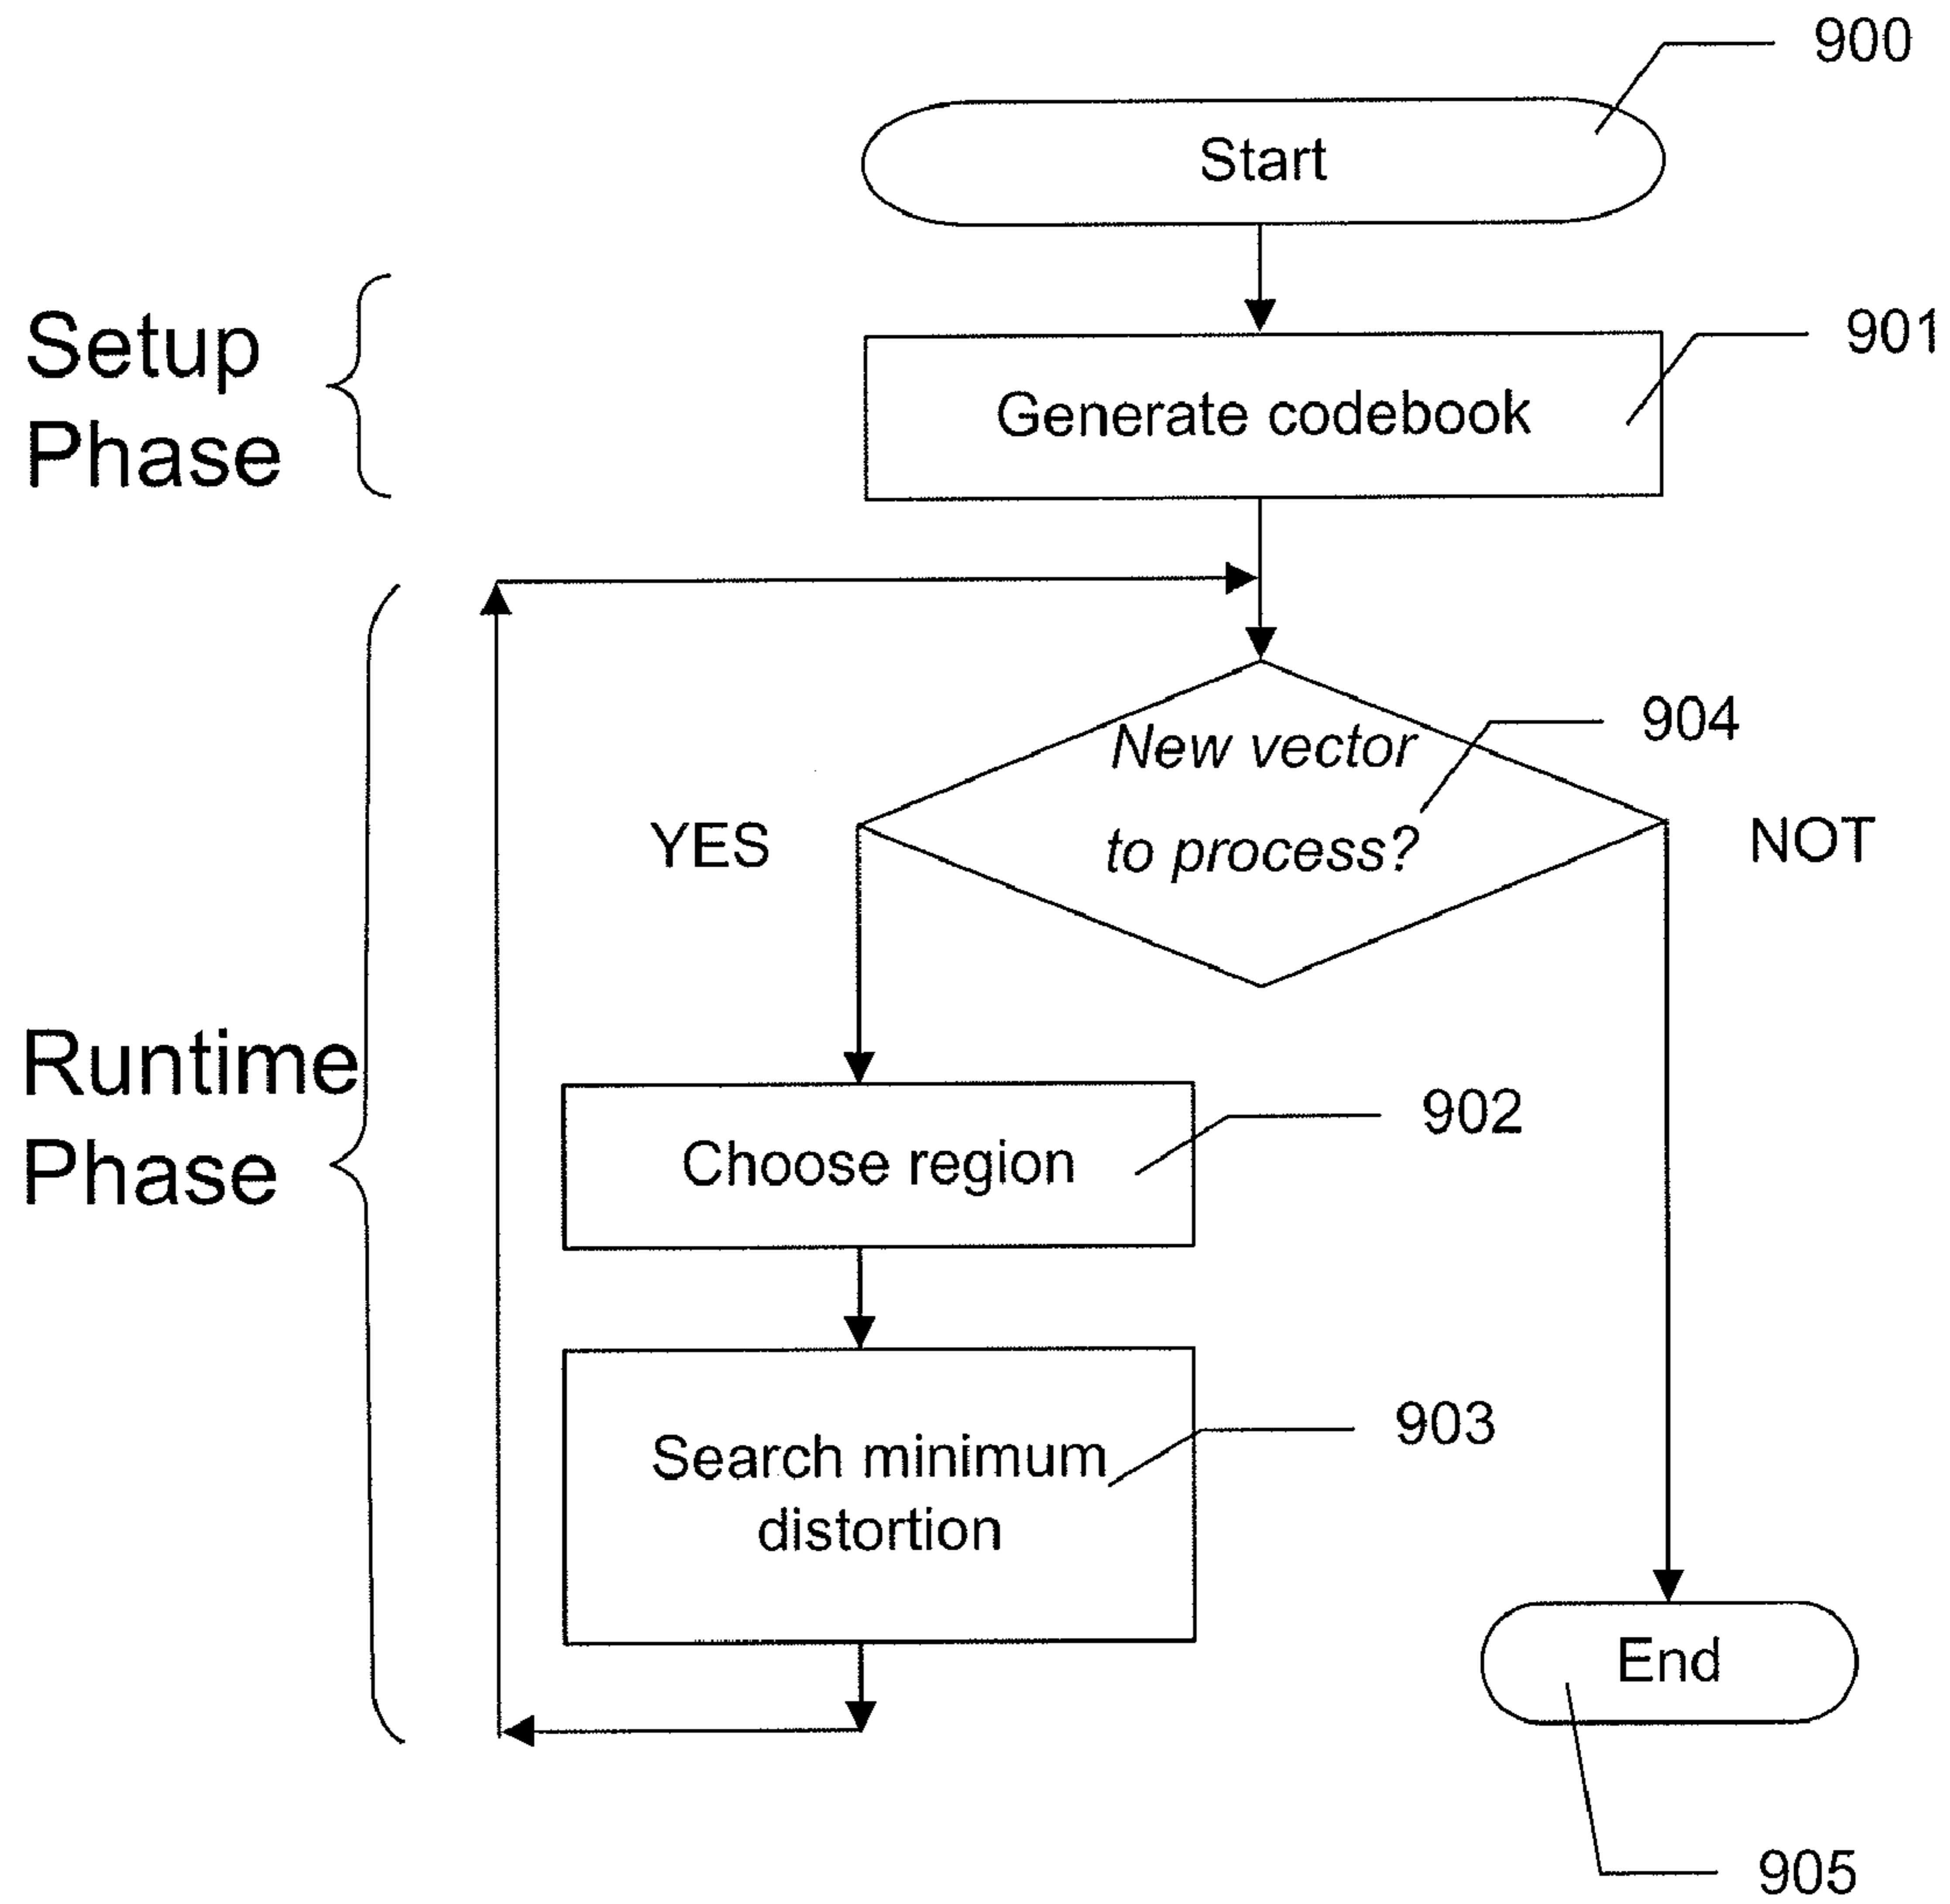 900
Start
901
Setup
Phase
Generate codebook
904
New vector
to process?
YES
NOT
Runtime
Phase
902
Choose region
903
Search minimum
distortion
End
905